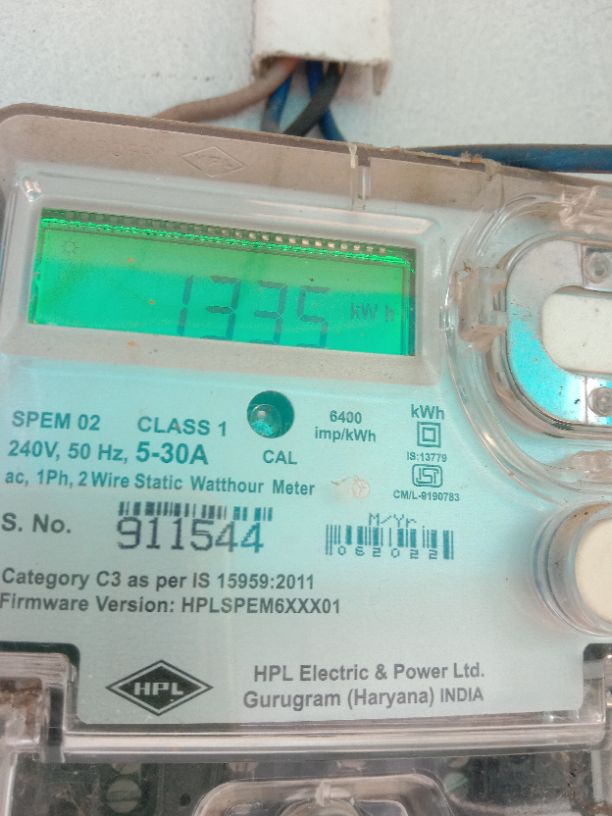 1335 kW h
SPEM 02 CLASS 1
240V, 50 Hz, 5-30A
ac, 1Ph, 2 Wire Static Watthour Meter
CAL
6400
imp/kWh
kWh
IS:13779
CM/L-9190783
S. No. 911544
M/Yr
062022
Category C3 as per IS 15959:2011
Firmware Version: HPLSPEM6XXX01
HPL
HPL Electric & Power Ltd.
Gurugram (Haryana) INDIA